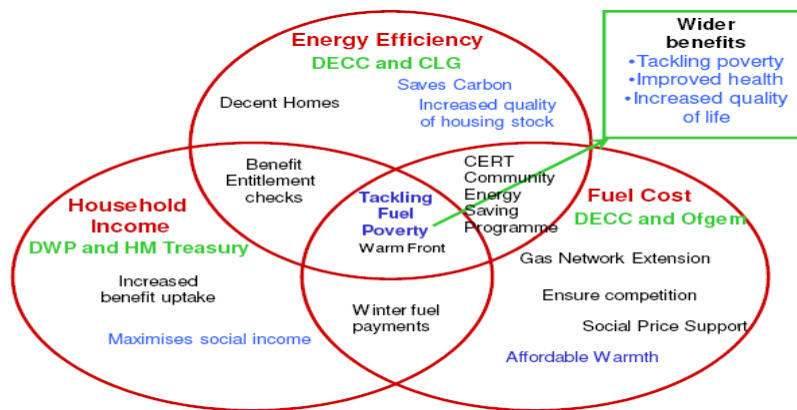 Energy Efficiency
DECC and CLG
Saves Carbon
Decent Homes
Increased quality
of housing stock
Wider
benefits
•Tackling poverty
•Improved health
•Increased quality
of life
Benefit
Entitlement
checks
CERT
Community
Energy
Saving
Programme
Tackling
Fuel
Poverty
Warm Front
Household
Income
DWP and HM Treasury
Increased
benefit uptake
Maximises social income
Winter fuel
payments
Fuel Cost
DECC and Ofgem
Gas Network Extension
Ensure competition
Social Price Support
Affordable Warmth